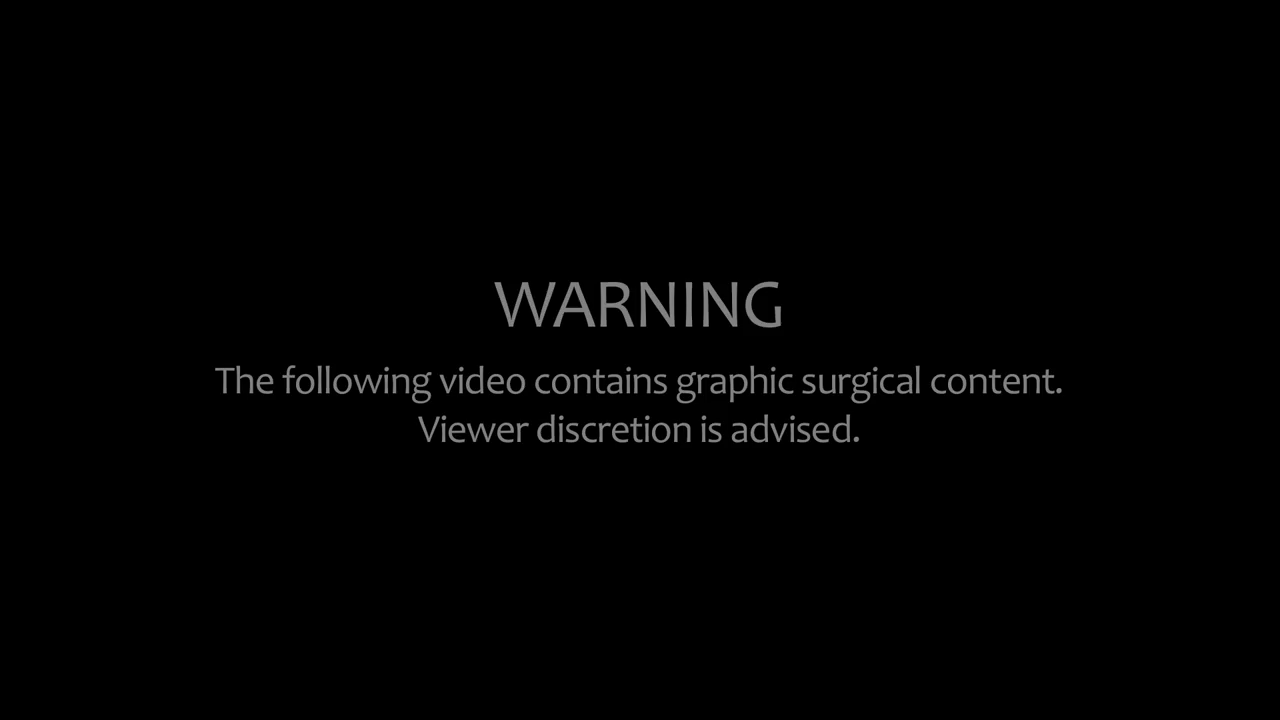 WARNING
The following video contains graphic surgical content.
Viewer discretion is advised.